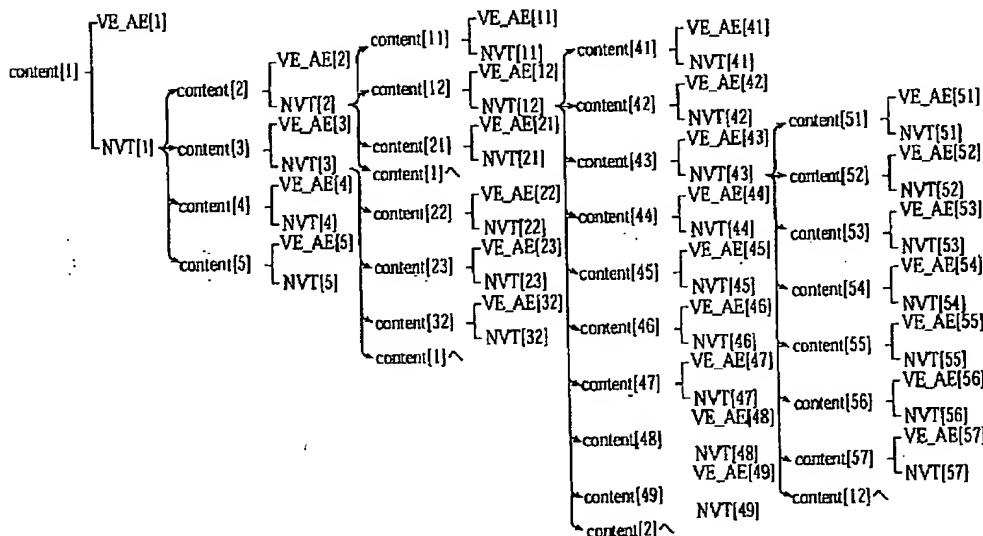 content[1]
VE_AE[1]
NVT[1]
content[2]
VE_AE[2]
NVT[2]
content[3]
VE_AE[3]
NVT[3]
content[4]
VE_AE[4]
NVT[4]
content[5]
VE_AE[5]
NVT[5]
content[11]
VE_AE[11]
NVT[11]
content[12]
VE_AE[12]
NVT[12]
content[21]
VE_AE[21]
NVT[21]
content[1]へ
content[22]
VE_AE[22]
NVT[22]
content[23]
VE_AE[23]
NVT[23]
content[32]
VE_AE[32]
NVT[32]
content[1]へ
content[41]
VE_AE[41]
NVT[41]
content[42]
VE_AE[42]
NVT[42]
content[43]
VE_AE[43]
NVT[43]
content[44]
VE_AE[44]
NVT[44]
content[45]
VE_AE[45]
NVT[45]
content[46]
VE_AE[46]
NVT[46]
content[47]
VE_AE[47]
NVT[47]
content[48]
VE_AE[48]
NVT[48]
content[49]
VE_AE[49]
NVT[49]
content[2]へ
content[51]
VE_AE[51]
NVT[51]
content[52]
VE_AE[52]
NVT[52]
content[53]
VE_AE[53]
NVT[53]
content[54]
VE_AE[54]
NVT[54]
content[55]
VE_AE[55]
NVT[55]
content[56]
VE_AE[56]
NVT[56]
content[57]
VE_AE[57]
NVT[57]
content[12]へ